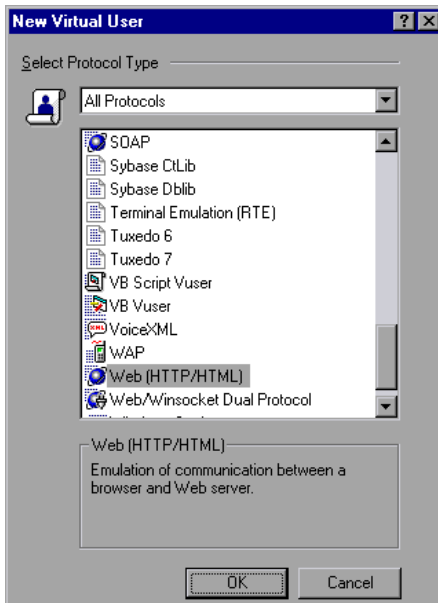 New Virtual User
Select Protocol Type
All Protocols
SOAP
Sybase CtLib
Sybase Dblib
Terminal Emulation (RTE)
Tuxedo 6
Tuxedo 7
VB Script Vuser
VB Vuser
VoiceXML
WAP
Web (HTTP/HTML)
Web/Winsocket Dual Protocol
Web (HTTP/HTML)
Emulation of communication between a
browser and Web server.
OK
Cancel